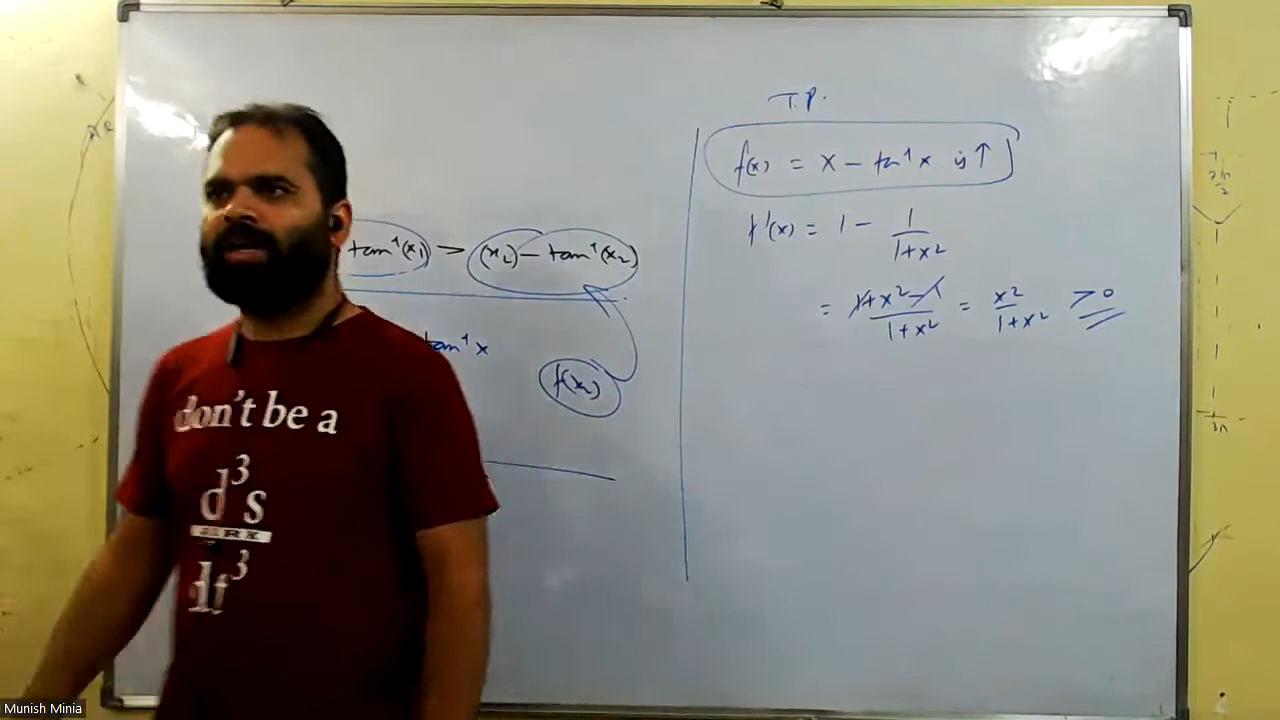 T.P.
f(x) = x – tan⁻¹x is ↑
f'(x) = 1 – 1/(1+x²)
= (1+x²–1)/(1+x²) = x²/(1+x²) >0
tan⁻¹(x₁) > (x₂) – tan⁻¹(x₂)
tan⁻¹ x
f(x₂)
don't be a
d³s
dt³
Munish Minia